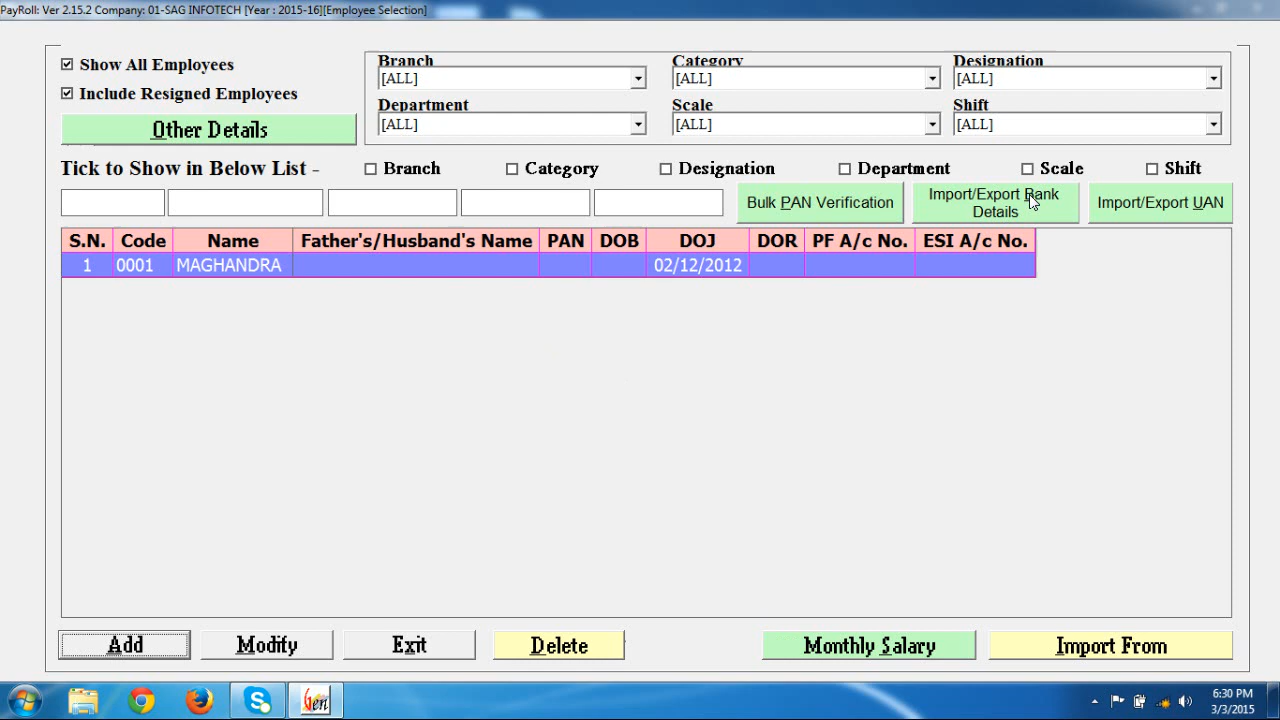 PayRoll: Ver 2.15.2 Company: 01-SAG INFOTECH [Year : 2015-16][Employee Selection]
Show All Employees
Include Resigned Employees
Other Details
Branch
[ALL]
Category
[ALL]
Designation
[ALL]
Department
[ALL]
Scale
[ALL]
Shift
[ALL]
Tick to Show in Below List -
Branch
Category
Designation
Department
Scale
Shift
Bulk PAN Verification
Import/Export Bank
Details
Import/Export UAN
S.N. Code Name Father's/Husband's Name PAN DOB DOJ DOR PF A/c No. ESI A/c No.
1 0001 MAGHANDRA 02/12/2012
Add
Modify
Exit
Delete
Monthly Salary
Import From
Gen
6:30 PM
3/3/2015